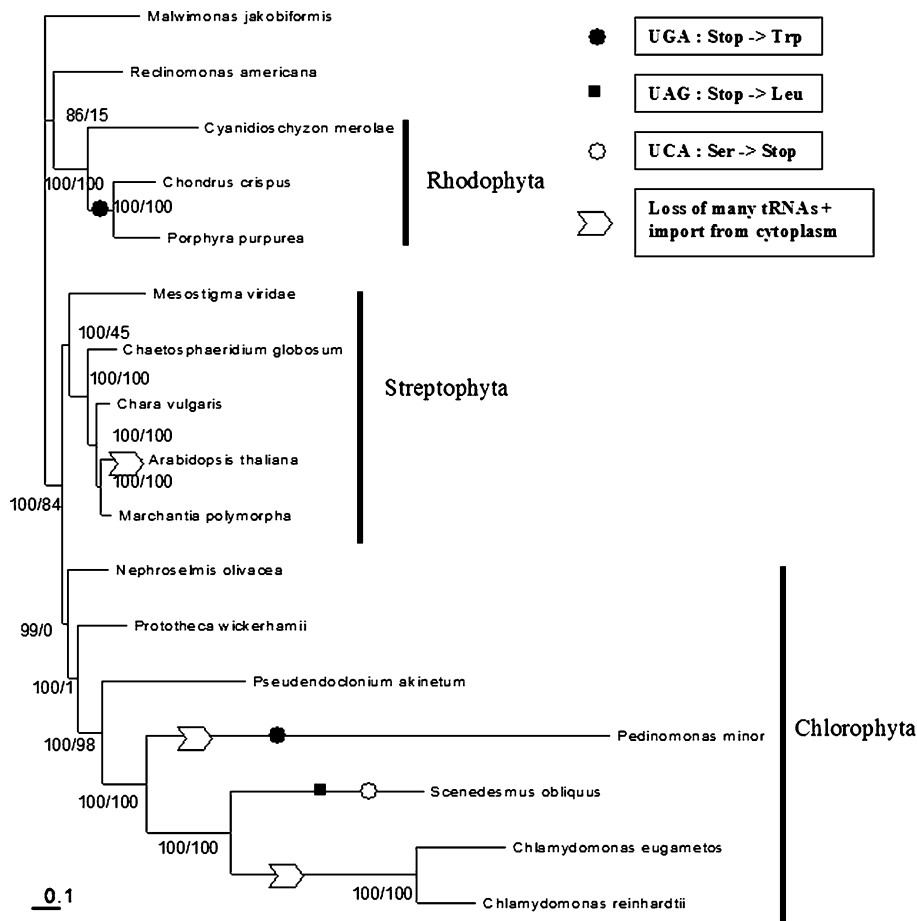 Malwimonas jakobiformis
UGA : Stop -> Trp
Reclinomonas americana
UAG : Stop -> Leu
86/15
Cyanidioschyzon merolae
UCA : Ser -> Stop
Rhodophyta
100/100
Chondrus crispus
100/100
Loss of many tRNAs +
import from cytoplasm
Porphyra purpurea
Mesostigma viridae
100/45
Chaetosphaeridium globosum
100/100
Streptophyta
Chara vulgaris
100/100
Arabidopsis thaliana
100/100
100/84
Marchantia polymorpha
Nephroselmis olivacea
99/0
Prototheca wickerhamii
100/1
Pseudendoclonium akinetum
Chlorophyta
100/98
Pedinomonas minor
100/100
Scenedesmus obliquus
100/100
Chlamydomonas eugametos
100/100
Chlamydomonas reinhardtii
0.1